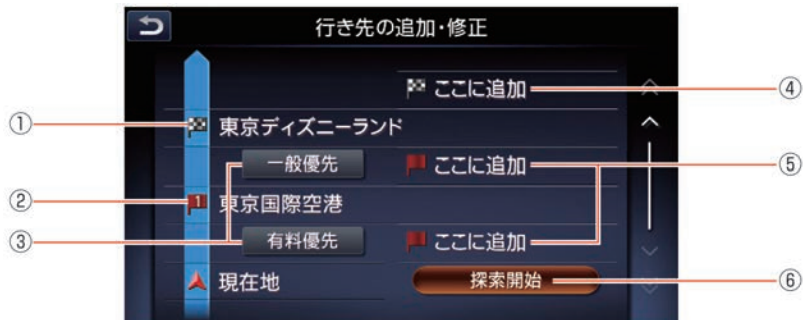 行き先の追加・修正
ここに追加 ④
① 東京ディズニーランド
一般優先 ここに追加 ⑤
② 1 東京国際空港
③ 有料優先 ここに追加
現在地 探索開始 ⑥